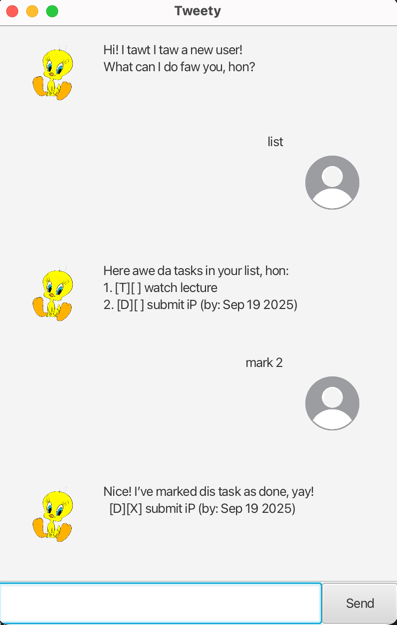 Tweety
Hi! I tawt I taw a new user!
What can I do faw you, hon?
list
Here awe da tasks in your list, hon:
1. [T][ ] watch lecture
2. [D][ ] submit iP (by: Sep 19 2025)
mark 2
Nice! I've marked dis task as done, yay!
[D][X] submit iP (by: Sep 19 2025)
Send